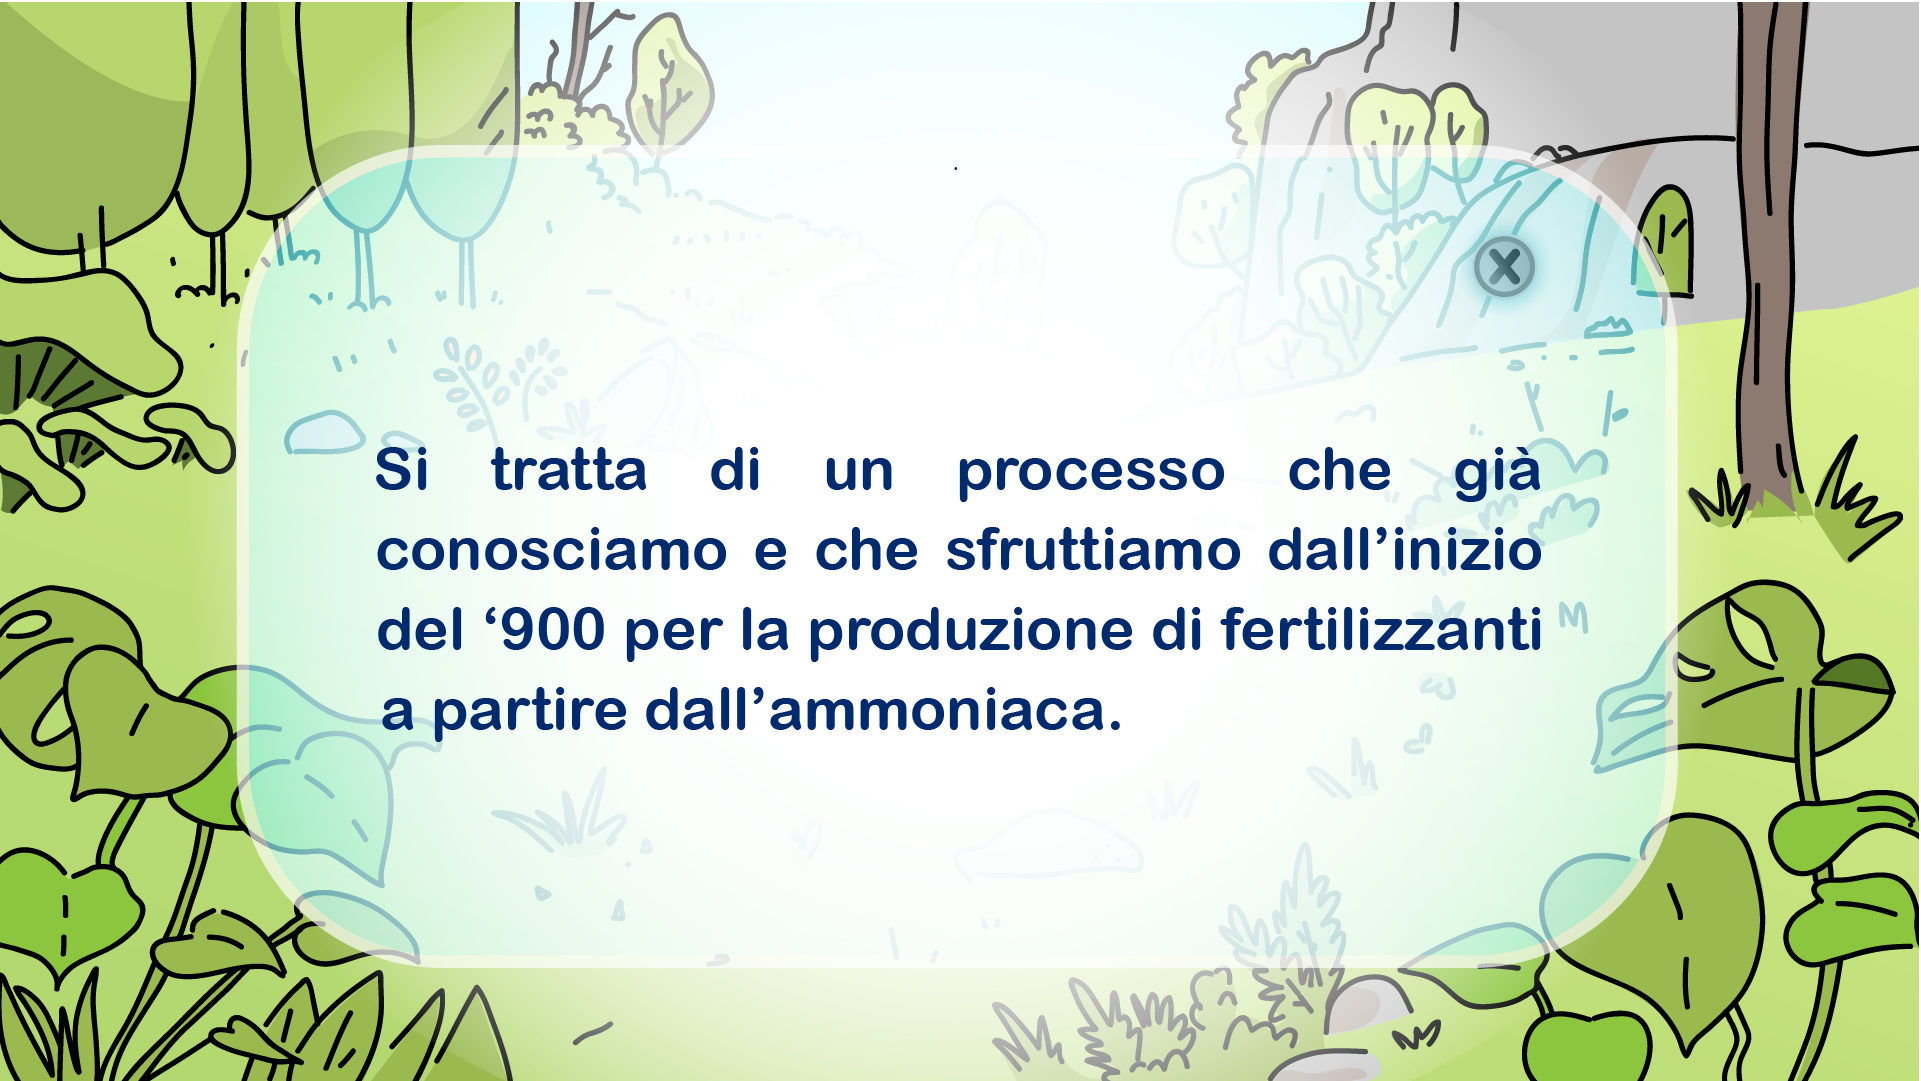 X
Si tratta di un processo che già
conosciamo e che sfruttiamo dall’inizio
del ‘900 per la produzione di fertilizzanti
a partire dall’ammoniaca.